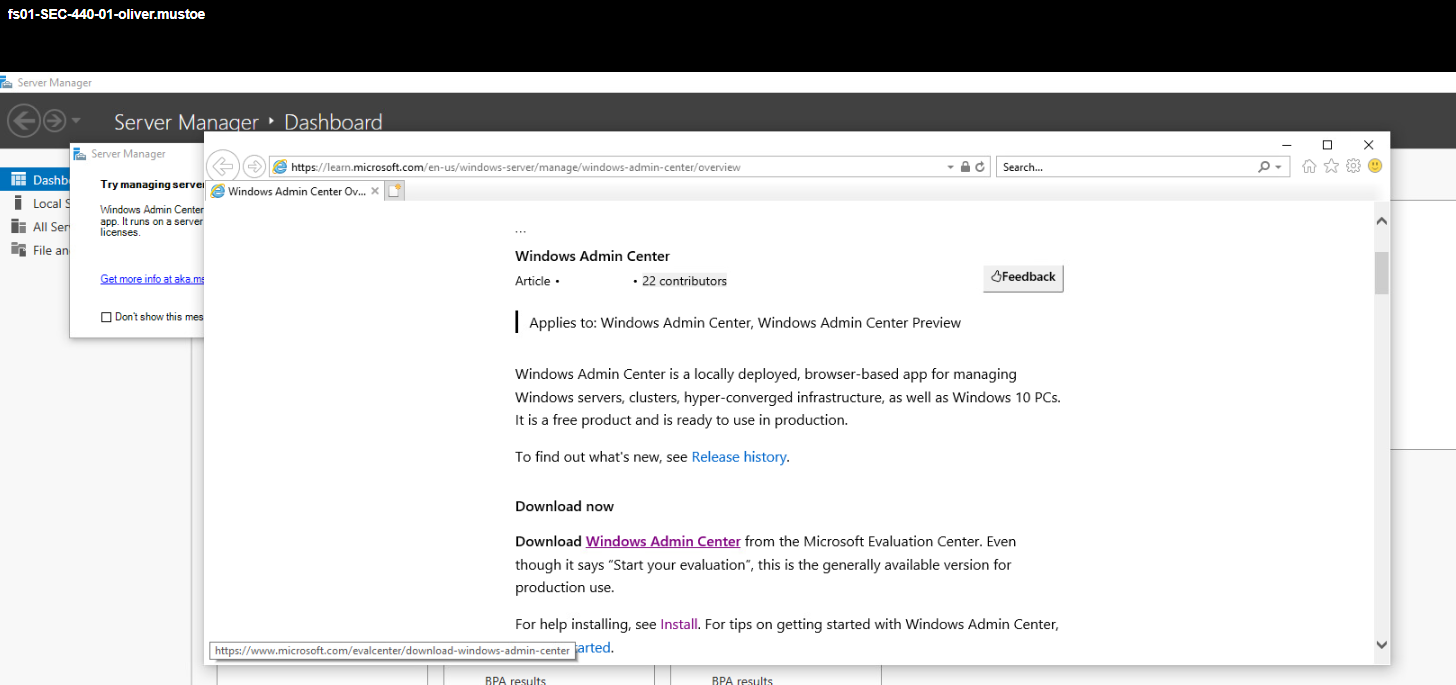 fs01-SEC-440-01-oliver.mustoe
Server Manager
Server Manager ‣ Dashboard
Server Manager
https://learn.microsoft.com/en-us/windows-server/manage/windows-admin-center/overview
Search...
Windows Admin Center Ov...
Dashb
Local S
All Ser
File an
Try managing server
Windows Admin Center
app. It runs on a server
licenses.
Get more info at aka.ms
Don't show this mes
...
Windows Admin Center
Article •
• 22 contributors
Feedback
Applies to: Windows Admin Center, Windows Admin Center Preview
Windows Admin Center is a locally deployed, browser-based app for managing
Windows servers, clusters, hyper-converged infrastructure, as well as Windows 10 PCs.
It is a free product and is ready to use in production.
To find out what's new, see Release history.
Download now
Download Windows Admin Center from the Microsoft Evaluation Center. Even
though it says “Start your evaluation”, this is the generally available version for
production use.
For help installing, see Install. For tips on getting started with Windows Admin Center,
arted.
https://www.microsoft.com/evalcenter/download-windows-admin-center
BPA results
BPA results